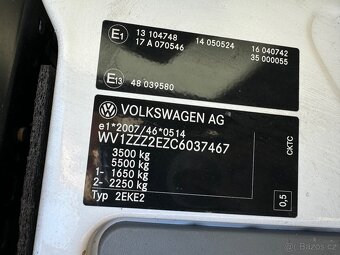 E1
13 104748 14 050524 16 040742
17 A 070546 35 000055
E13
48 039580
VOLKSWAGEN AG
e1*2007/46*0514
WV1ZZZ2EZC6037467
3500 kg
5500 kg
1- 1650 kg
2- 2250 kg
Typ 2EKE2
CKTC
0,5
Bazos.cz